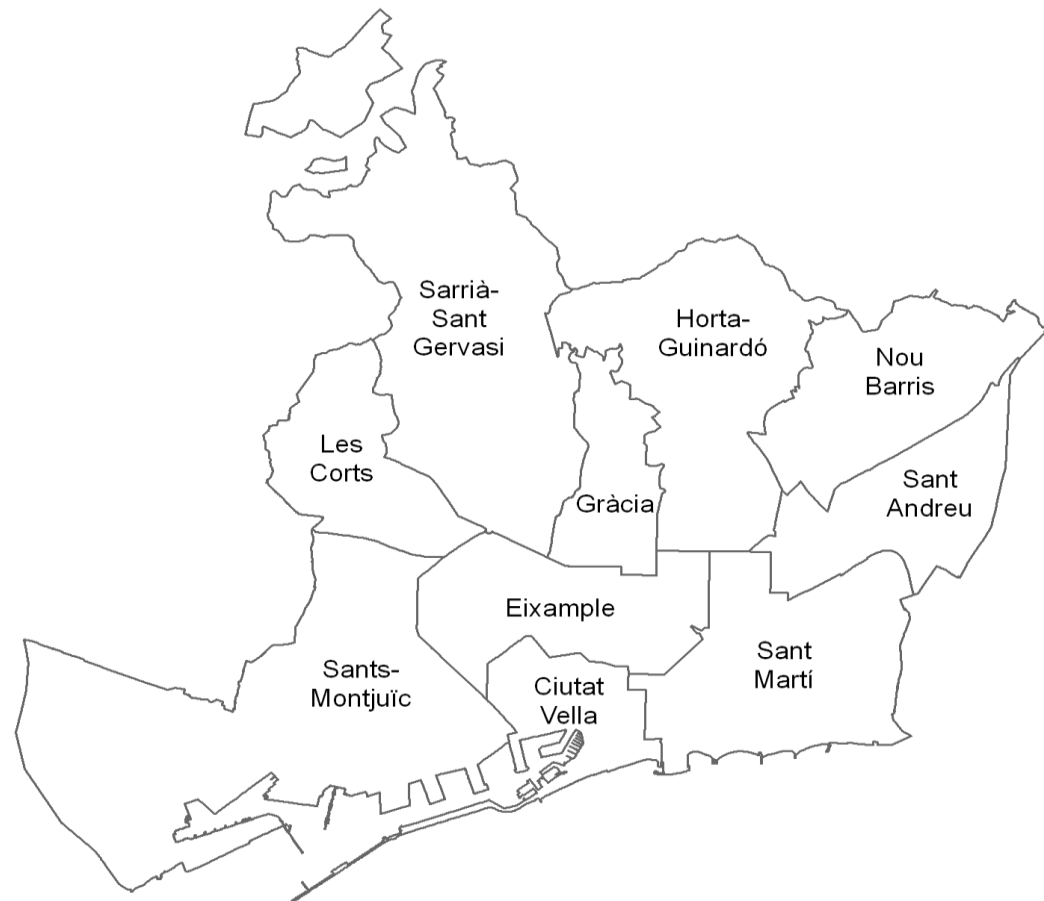 Sarrià-
Sant
Gervasi
Horta-
Guinardó
Nou
Barris
Les
Corts
Gràcia
Sant
Andreu
Eixample
Sants-
Montjuïc
Ciutat
Vella
Sant
Martí